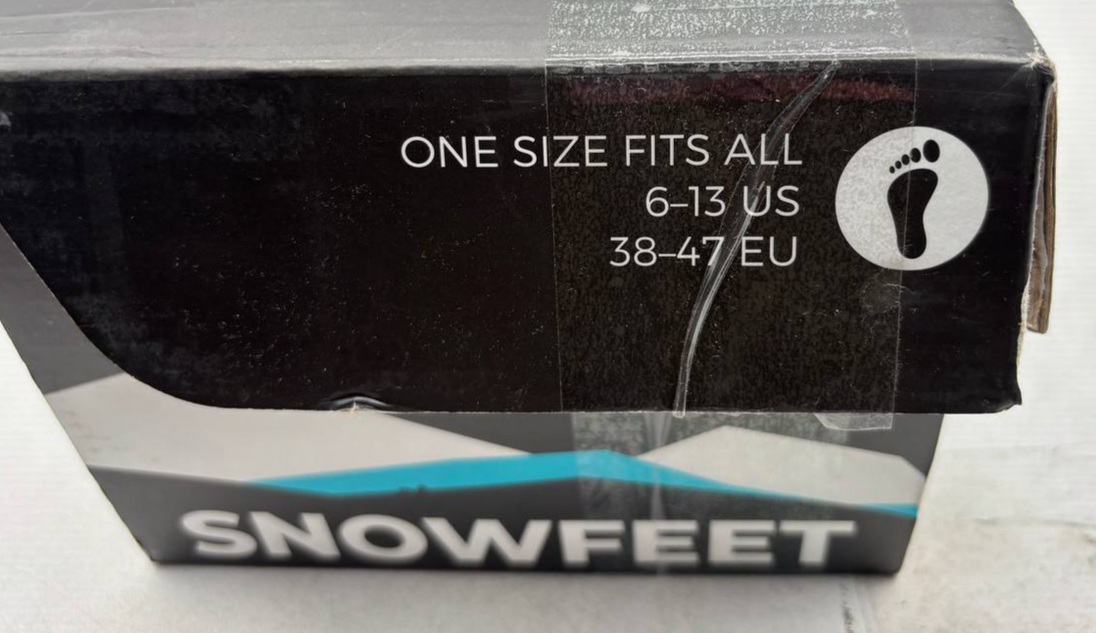 ONE SIZE FITS ALL
6–13 US
38–47 EU
SNOWFEET